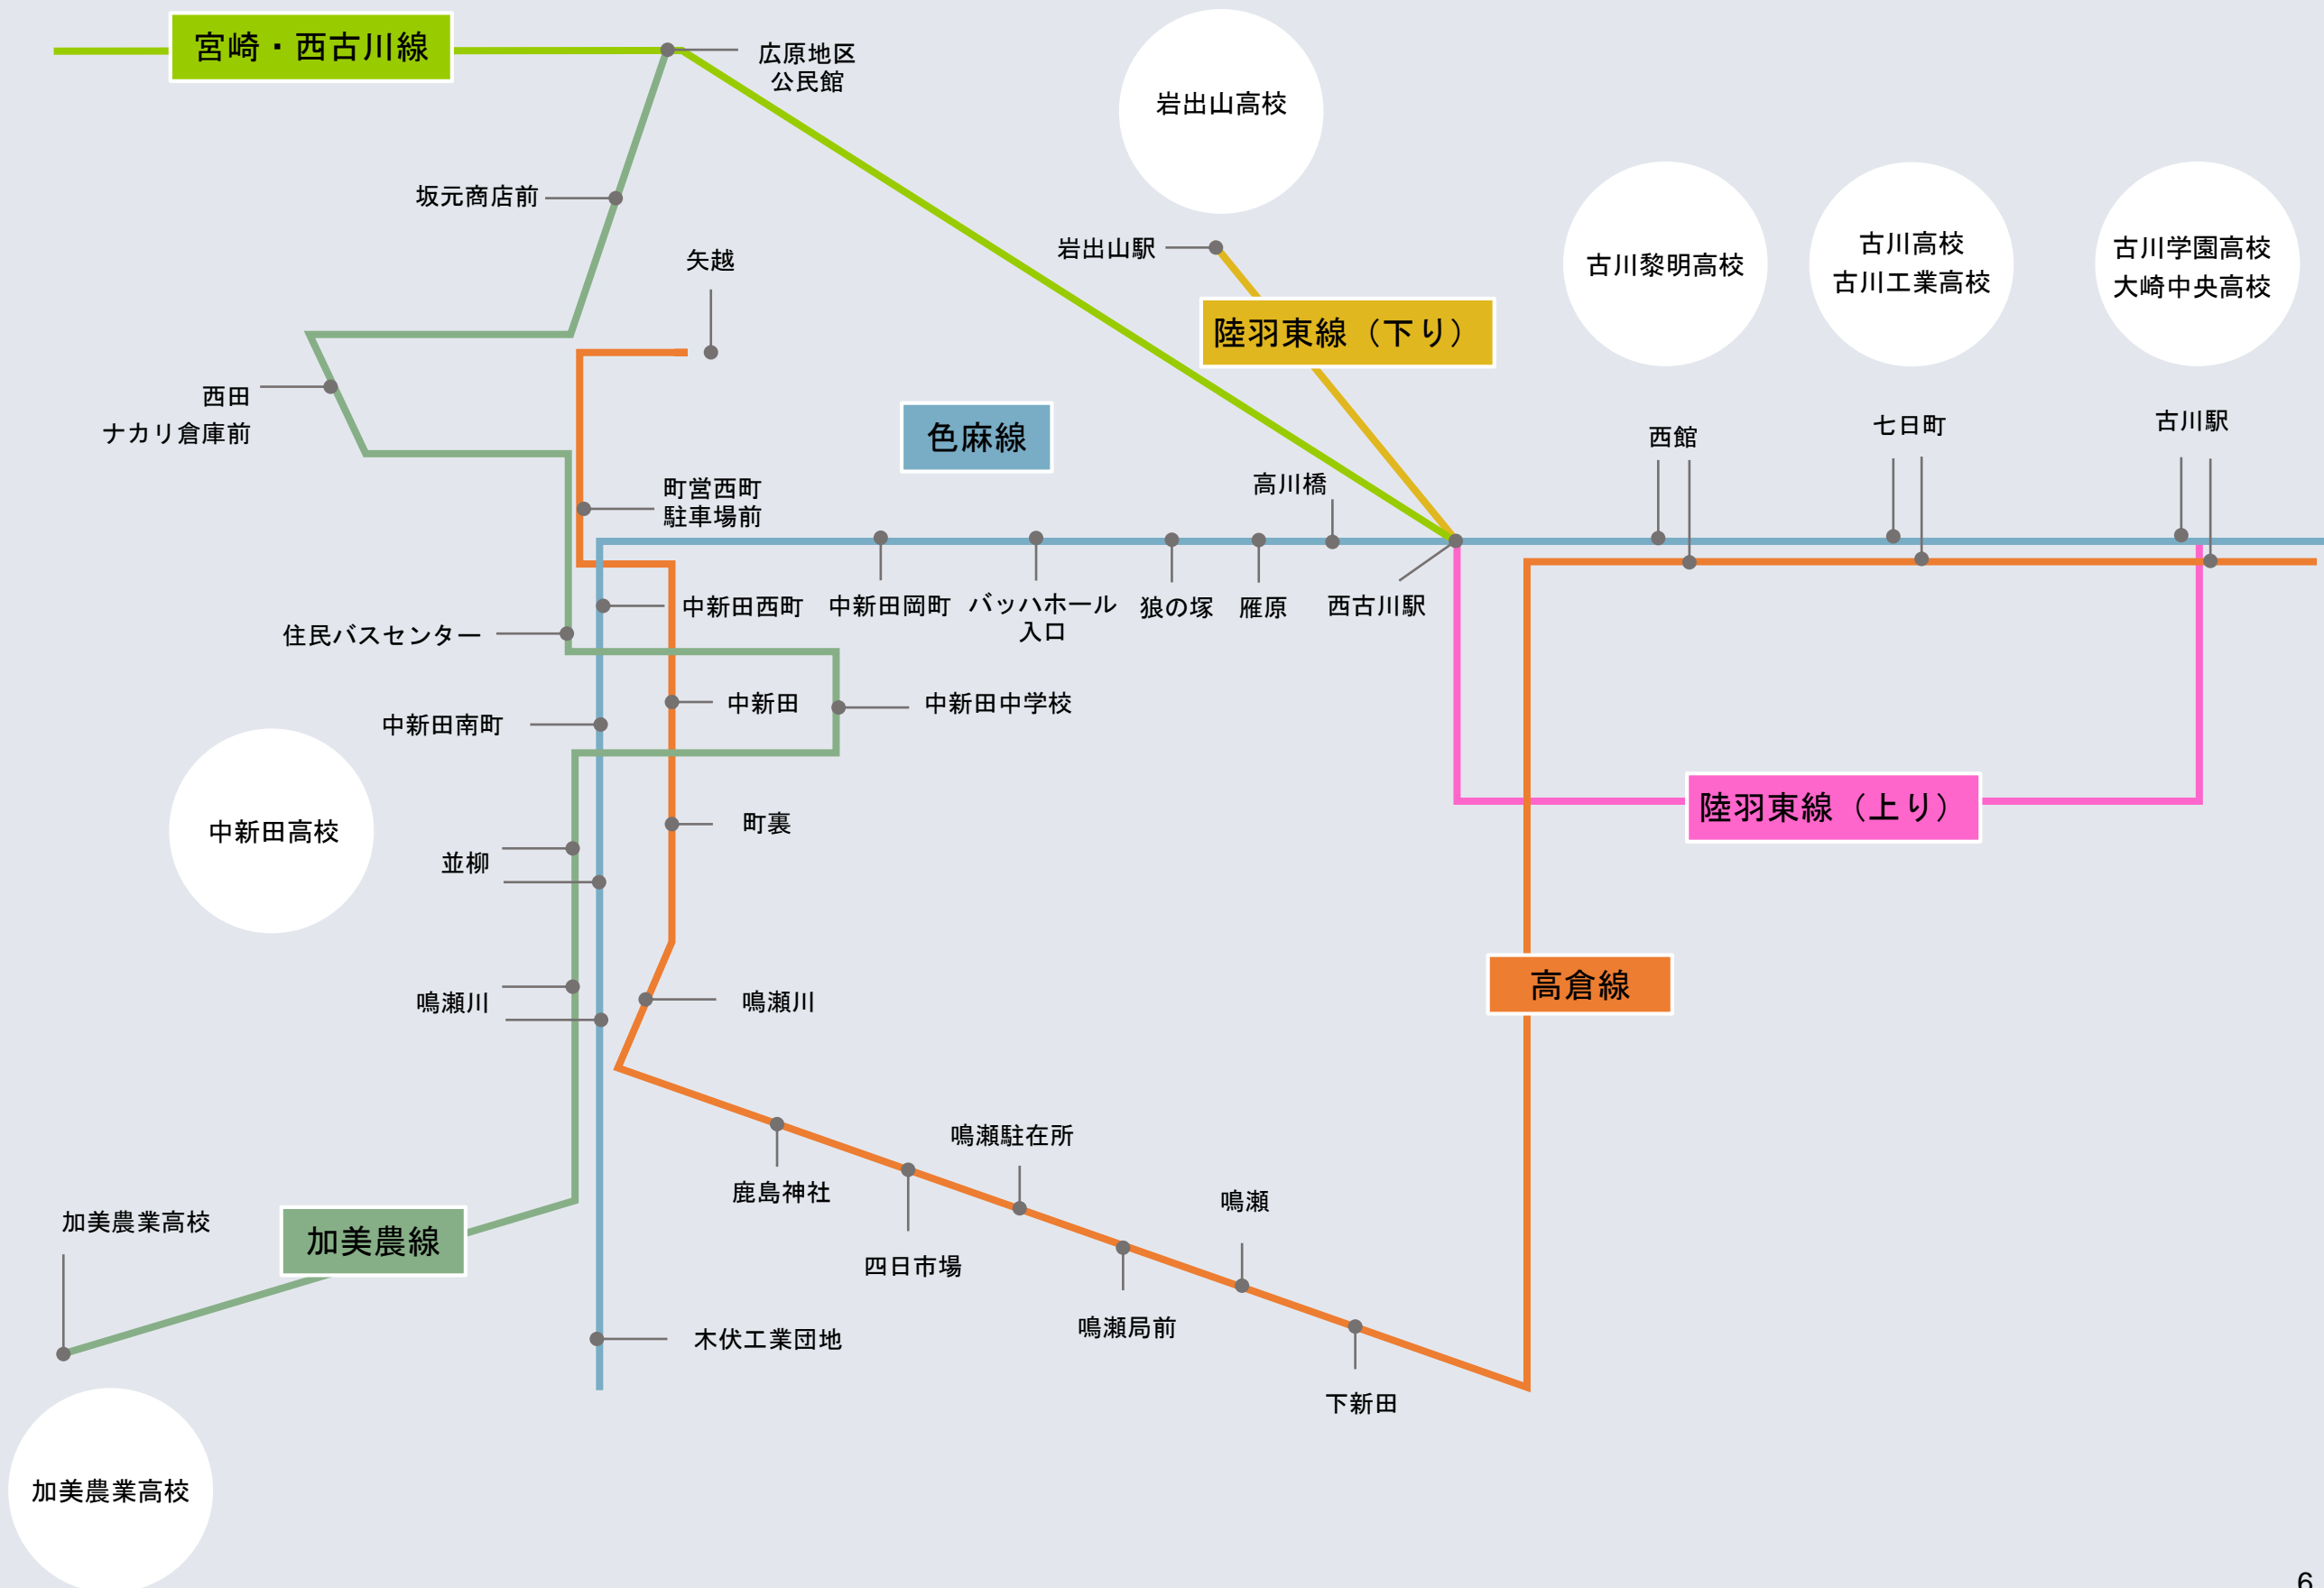 宮崎・西古川線
広原地区
公民館
岩出山高校
坂元商店前
矢越
岩出山駅
古川黎明高校
古川高校
古川工業高校
古川学園高校
大崎中央高校
陸羽東線（下り）
西田
ナカリ倉庫前
色麻線
西館
七日町
古川駅
町営西町
駐車場前
高川橋
中新田西町
中新田岡町
バッハホール
入口
狼の塚
雁原
西古川駅
住民バスセンター
中新田南町
中新田
中新田中学校
中新田高校
町裏
陸羽東線（上り）
並柳
鳴瀬川
鳴瀬川
高倉線
鹿島神社
鳴瀬駐在所
四日市場
鳴瀬
加美農業高校
加美農線
鳴瀬局前
木伏工業団地
下新田
加美農業高校
6